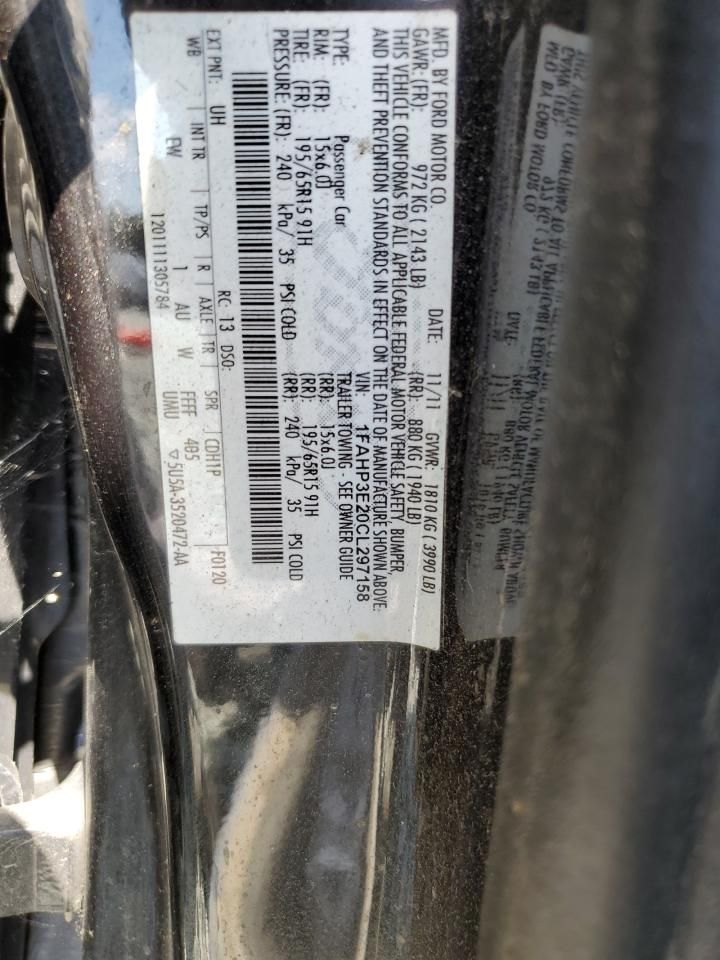 MFD. BY FORD MOTOR CO.
DATE: 11/11 GVWR: 1810 KG ( 3990 LB)
GAWR: (FR): 972 KG ( 2143 LB) (RR): 880 KG ( 1940 LB)
THIS VEHICLE CONFORMS TO ALL APPLICABLE FEDERAL MOTOR VEHICLE SAFETY, BUMPER,
AND THEFT PREVENTION STANDARDS IN EFFECT ON THE DATE OF MANUFACTURE SHOWN ABOVE.
VIN: 1FAHP3E20CL297158
TYPE: Passenger Car TRAILER TOWING - SEE OWNER GUIDE
RIM: (FR): 15x6.0J (RR): 15x6.0J
TIRE: (FR): 195/65R15 91H (RR): 195/65R15 91H
PRESSURE: (FR): 240 kPa/ 35 PSI COLD (RR): 240 kPa/ 35 PSI COLD
EXT PNT: UH RC: 13 DSO: F0120
WB INT TR TP/PS R AXLE TR SPR CDH1P
EW 1 AU W FEFF 485
UMU
1201111305784 ▽5U5A-3520472-AA